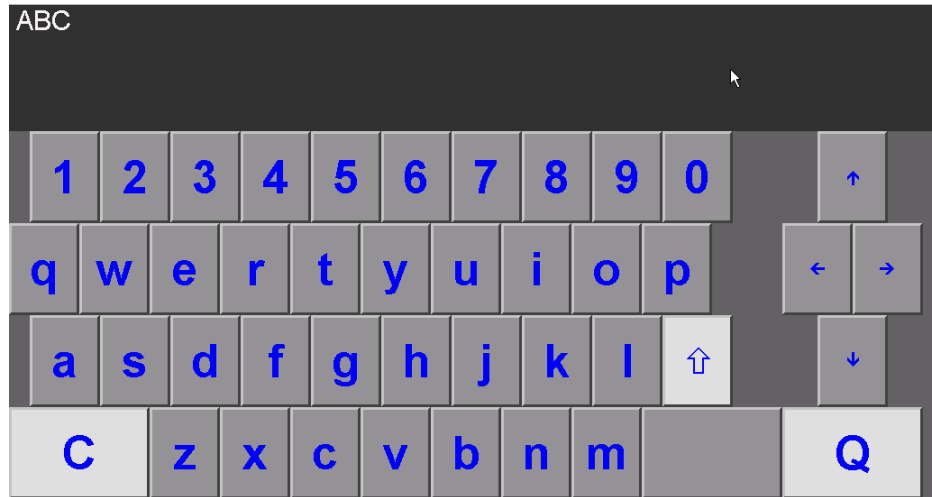 ABC
1 2 3 4 5 6 7 8 9 0 ↑
q w e r t y u i o p ← →
a s d f g h j k l ⇧ ↓
C z x c v b n m Q